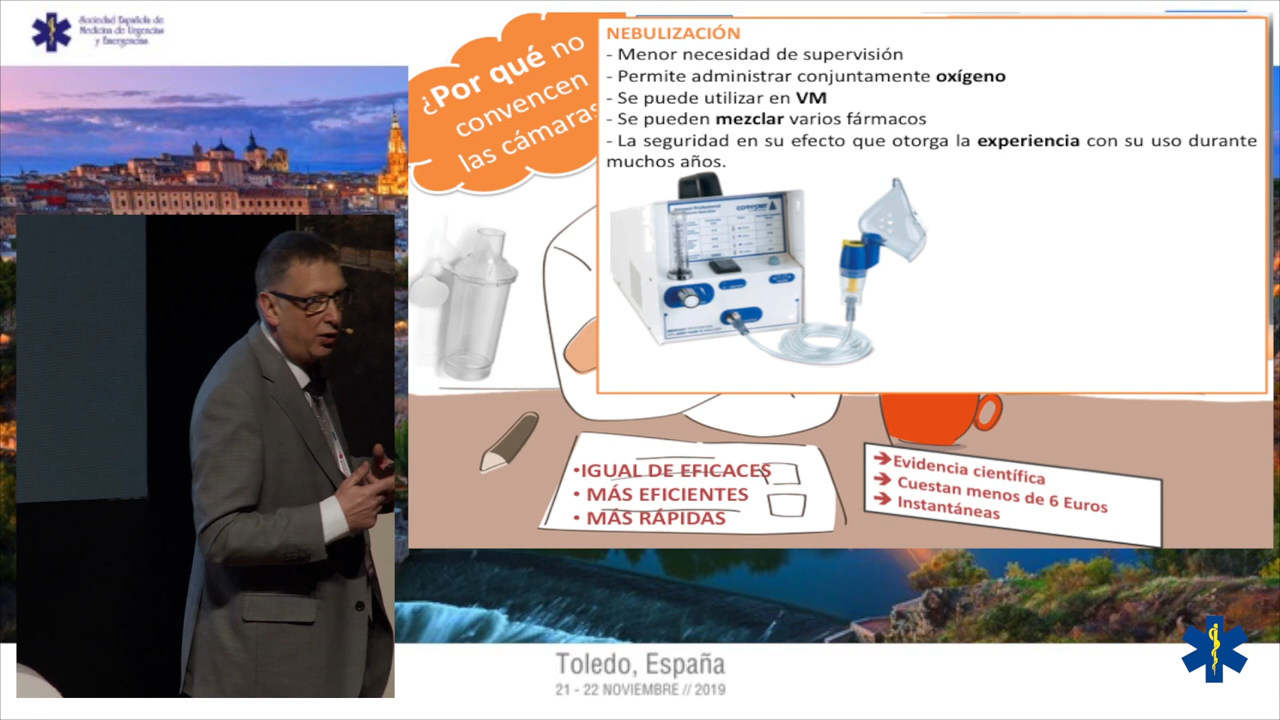 Sociedad Española de
Medicina de Urgencias
y Emergencias
¿Por qué no
convencen
las cámaras
NEBULIZACIÓN
- Menor necesidad de supervisión
- Permite administrar conjuntamente oxígeno
- Se puede utilizar en VM
- Se pueden mezclar varios fármacos
- La seguridad en su efecto que otorga la experiencia con su uso durante
muchos años.
•IGUAL DE EFICACES
• MÁS EFICIENTES
• MÁS RÁPIDAS
➔Evidencia científica
➔ Cuestan menos de 6 Euros
➔ Instantáneas
Toledo, España
21 - 22 NOVIEMBRE // 2019